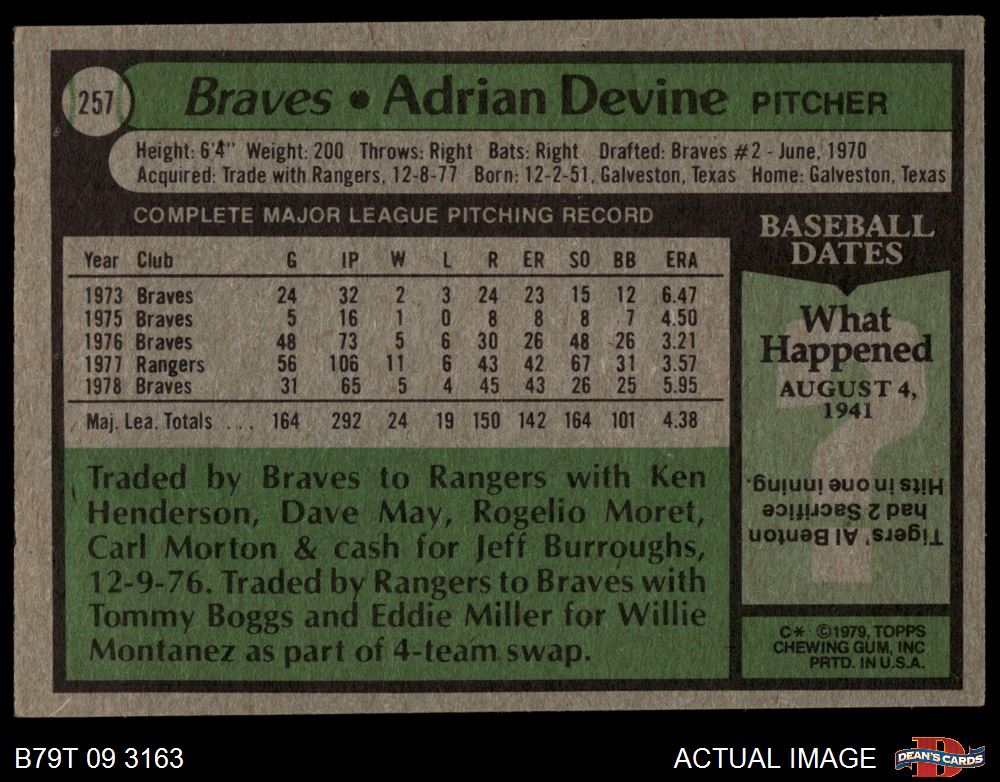 257
Braves • Adrian Devine PITCHER
Height: 6'4" Weight: 200 Throws: Right Bats: Right Drafted: Braves #2 - June, 1970
Acquired: Trade with Rangers, 12-8-77 Born: 12-2-51, Galveston, Texas Home: Galveston, Texas
COMPLETE MAJOR LEAGUE PITCHING RECORD
Year Club G IP W L R ER SO BB ERA
1973 Braves 24 32 2 3 24 23 15 12 6.47
1975 Braves 5 16 1 0 8 8 8 7 4.50
1976 Braves 48 73 5 6 30 26 48 26 3.21
1977 Rangers 56 106 11 6 43 42 67 31 3.57
1978 Braves 31 65 5 4 45 43 26 25 5.95
Maj. Lea. Totals ... 164 292 24 19 150 142 164 101 4.38
Traded by Braves to Rangers with Ken
Henderson, Dave May, Rogelio Moret,
Carl Morton & cash for Jeff Burroughs,
12-9-76. Traded by Rangers to Braves with
Tommy Boggs and Eddie Miller for Willie
Montanez as part of 4-team swap.
BASEBALL
DATES
What
Happened
AUGUST 4,
1941
?
Tigers' Al Benton
had 2 Sacrifice
Hits in one inning.
C* ©1979, TOPPS
CHEWING GUM, INC
PRTD. IN U.S.A.
B79T 09 3163
ACTUAL IMAGE
D
DEAN'S CARDS